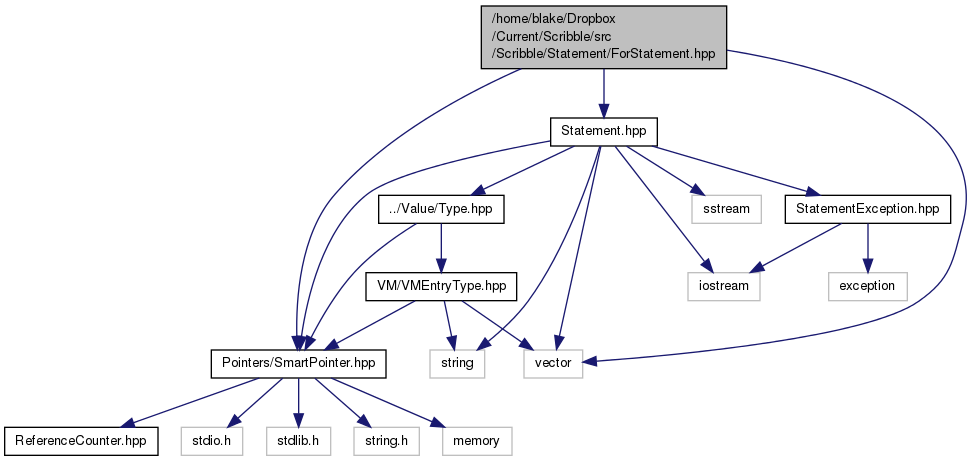 /home/blake/Dropbox
/Current/Scribble/src
/Scribble/Statement/ForStatement.hpp
Statement.hpp
../Value/Type.hpp
sstream
StatementException.hpp
VM/VMEntryType.hpp
iostream
exception
Pointers/SmartPointer.hpp
string
vector
ReferenceCounter.hpp
stdio.h
stdlib.h
string.h
memory